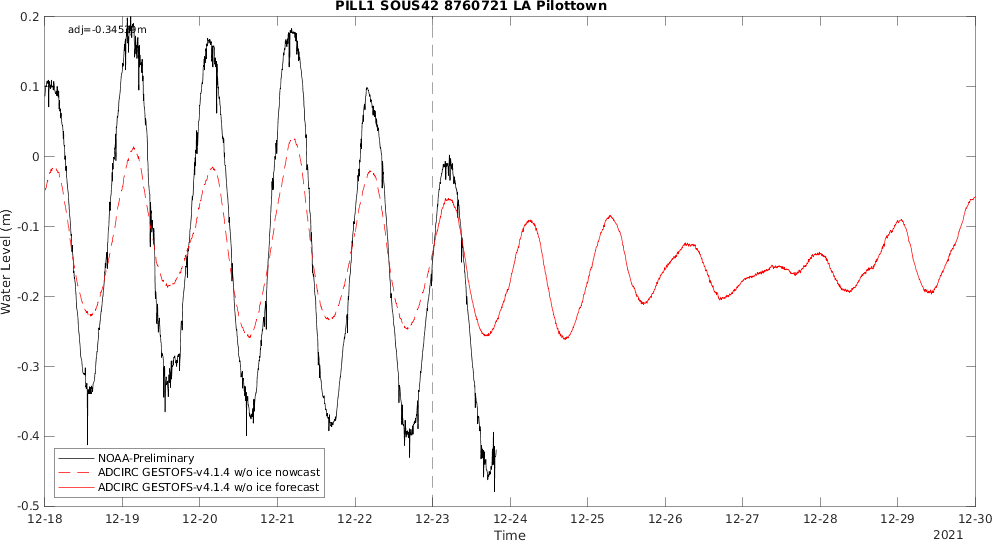 PILL1 SOUS42 8760721 LA Pilottown
adj=-0.34529m
0.2
0.1
0
-0.1
-0.2
-0.3
-0.4
-0.5
Water Level (m)
NOAA-Preliminary
ADCIRC GESTOFS-v4.1.4 w/o ice nowcast
ADCIRC GESTOFS-v4.1.4 w/o ice forecast
12-18 12-19 12-20 12-21 12-22 12-23 12-24 12-25 12-26 12-27 12-28 12-29 12-30
Time
2021